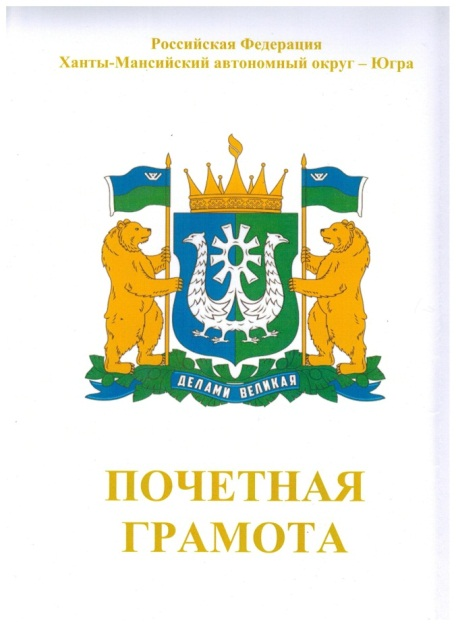 Российская Федерация
Ханты-Мансийский автономный округ – Югра
ДЕЛАМИ ВЕЛИКАЯ
ПОЧЕТНАЯ
ГРАМОТА